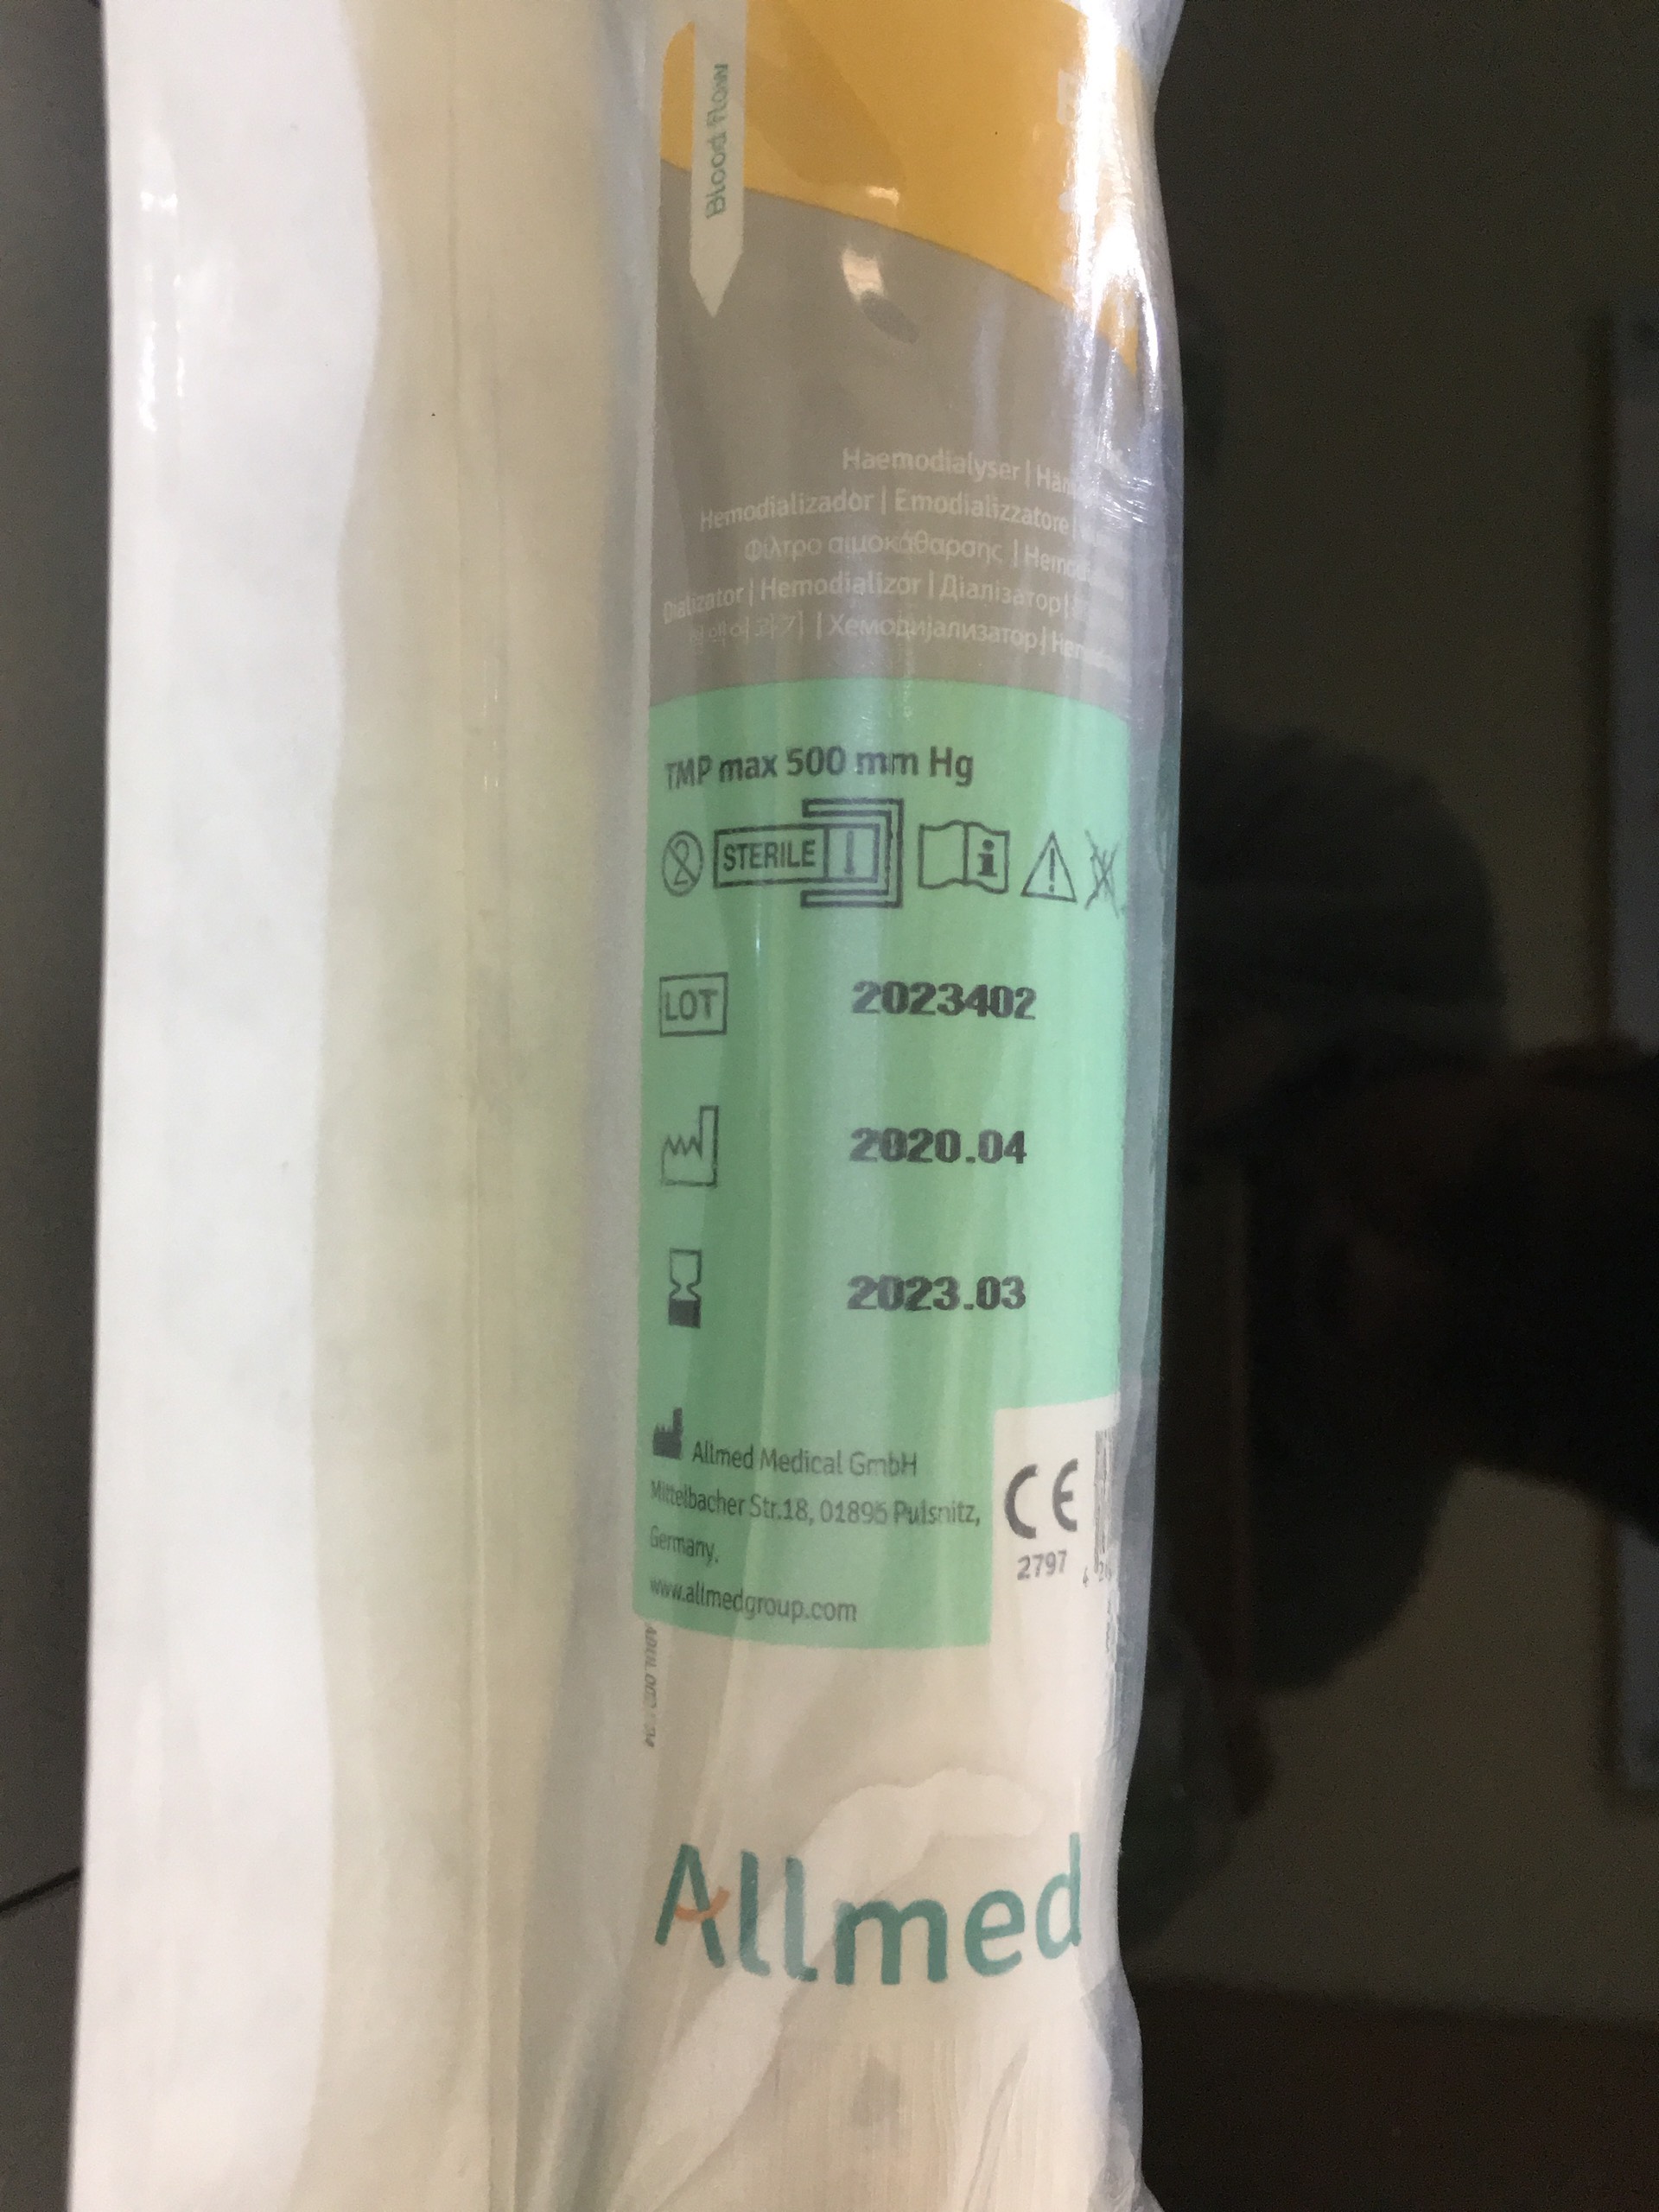 Blood Flow
Haemodialyser |
Hemodializador | Emodializzatore |
Φίλτρο αιμοκάθαρσης |
Dializator | Hemodializor | Діалізатор |
| Хемодијализатор |
TMP max 500 mm Hg
STERILE
LOT 2023402
2020.04
2023.03
Allmed Medical GmbH
Mittelbacher Str.18, 01896 Pulsnitz,
Germany.
www.allmedgroup.com
CE
2797
Allmed